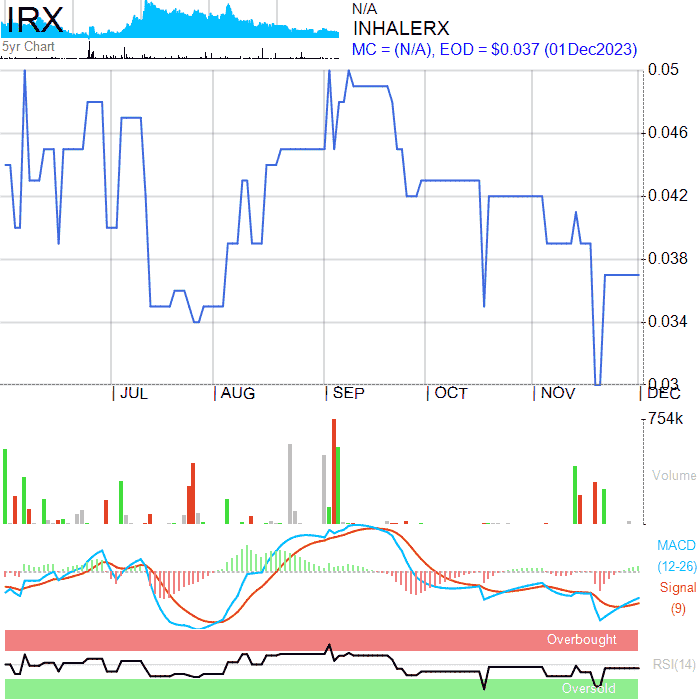 IRX
5yr Chart
N/A
INHALERX
MC = (N/A), EOD = $0.037 (01Dec2023)
0.05
0.046
0.042
0.038
0.034
0.03
JUL AUG SEP OCT NOV DEC
754k
Volume
MACD
(12-26)
Signal
(9)
Overbought
RSI(14)
Oversold